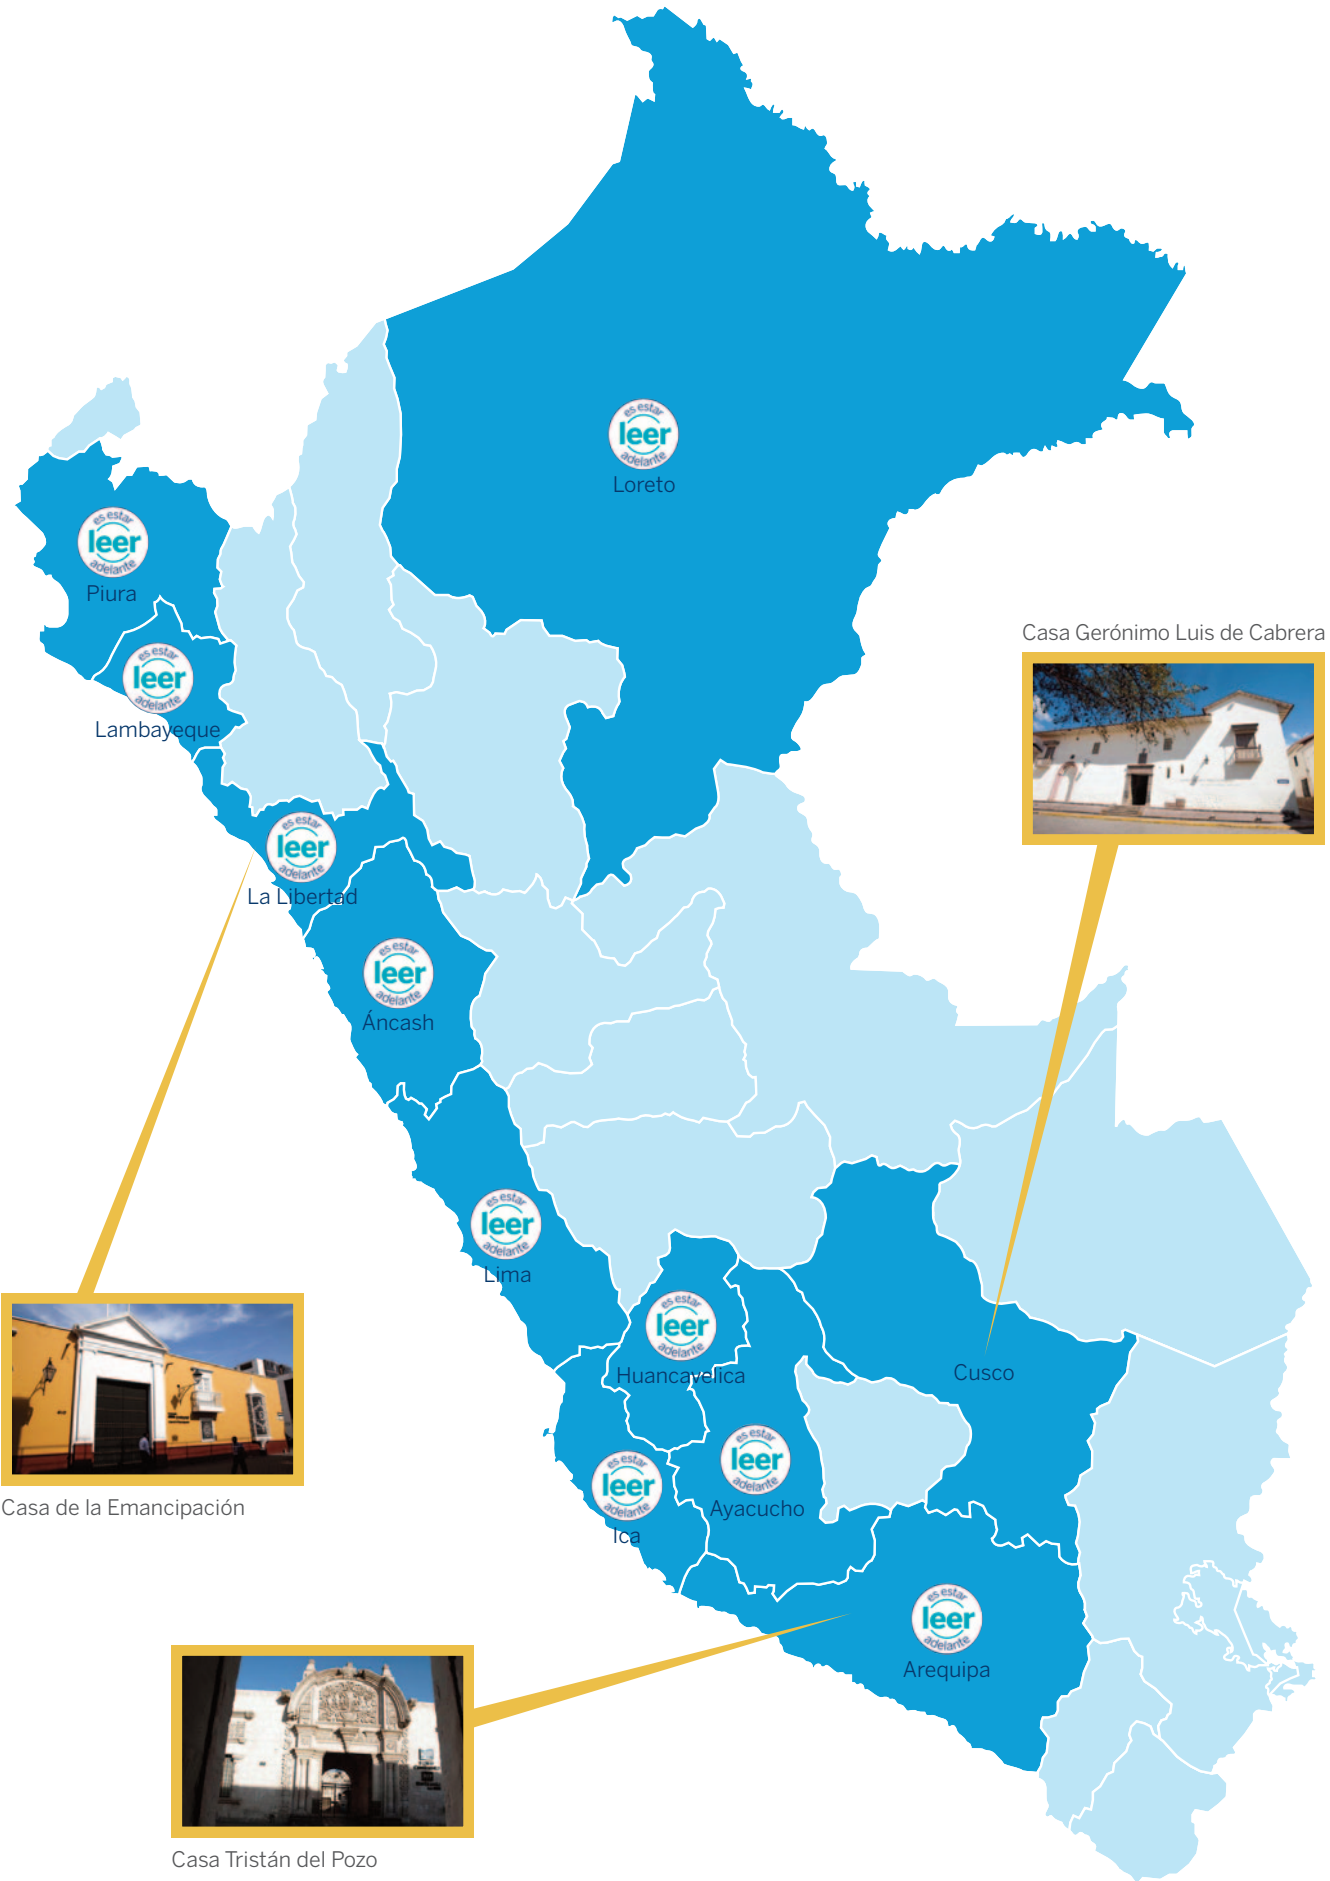 es estar
leer
adelante
Loreto
es estar
leer
adelante
Piura
Casa Gerónimo Luis de Cabrera
es estar
leer
adelante
Lambayeque
es estar
leer
adelante
La Libertad
es estar
leer
adelante
Áncash
es estar
leer
adelante
Lima
es estar
leer
adelante
Huancavelica
Cusco
es estar
leer
adelante
Ayacucho
es estar
leer
adelante
Ica
Casa de la Emancipación
es estar
leer
adelante
Arequipa
Casa Tristán del Pozo